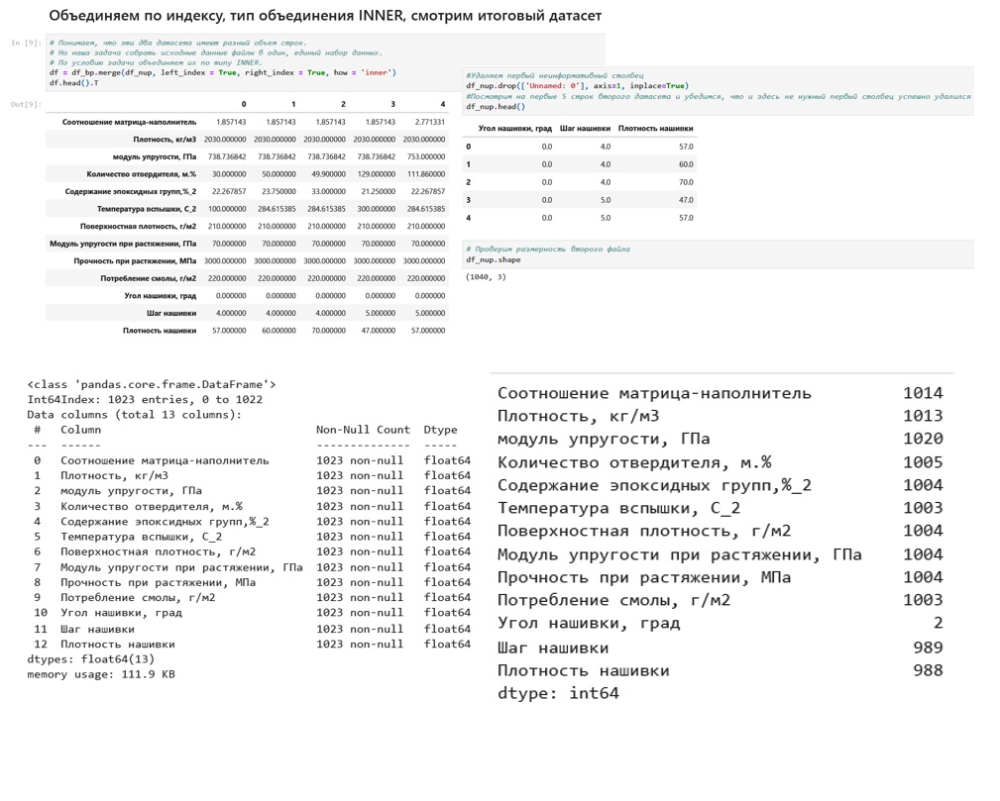 Объединяем по индексу, тип объединения INNER, смотрим итоговый датасет
In [9]:
# Понимаем, что эти два датасета имеют разный объем строк.
# Но наша задача собрать исходные данные файлы в один, единый набор данных.
# По условию задачи объединяем их по типу INNER.
df = df_bp.merge(df_nup, left_index = True, right_index = True, how = 'inner')
df.head().T
Out[9]:
0 1 2 3 4
Соотношение матрица-наполнитель 1.857143 1.857143 1.857143 1.857143 2.771331
Плотность, кг/м3 2030.000000 2030.000000 2030.000000 2030.000000 2030.000000
модуль упругости, ГПа 738.736842 738.736842 738.736842 738.736842 753.000000
Количество отвердителя, м.% 30.000000 50.000000 49.900000 129.000000 111.860000
Содержание эпоксидных групп,%_2 22.267857 23.750000 33.000000 21.250000 22.267857
Температура вспышки, С_2 100.000000 284.615385 284.615385 300.000000 284.615385
Поверхностная плотность, г/м2 210.000000 210.000000 210.000000 210.000000 210.000000
Модуль упругости при растяжении, ГПа 70.000000 70.000000 70.000000 70.000000 70.000000
Прочность при растяжении, МПа 3000.000000 3000.000000 3000.000000 3000.000000 3000.000000
Потребление смолы, г/м2 220.000000 220.000000 220.000000 220.000000 220.000000
Угол нашивки, град 0.000000 0.000000 0.000000 0.000000 0.000000
Шаг нашивки 4.000000 4.000000 4.000000 5.000000 5.000000
Плотность нашивки 57.000000 60.000000 70.000000 47.000000 57.000000
#Удаляем первый неинформативный столбец
df_nup.drop(['Unnamed: 0'], axis=1, inplace=True)
#Посмотрим на первые 5 строк второго датасета и убедимся, что и здесь не нужный первый столбец успешно удалился
df_nup.head()
Угол нашивки, град Шаг нашивки Плотность нашивки
0 0.0 4.0 57.0
1 0.0 4.0 60.0
2 0.0 4.0 70.0
3 0.0 5.0 47.0
4 0.0 5.0 57.0
# Проверим размерность второго файла
df_nup.shape
(1040, 3)
<class 'pandas.core.frame.DataFrame'>
Int64Index: 1023 entries, 0 to 1022
Data columns (total 13 columns):
# Column Non-Null Count Dtype
--- ------ -------------- -----
0 Соотношение матрица-наполнитель 1023 non-null float64
1 Плотность, кг/м3 1023 non-null float64
2 модуль упругости, ГПа 1023 non-null float64
3 Количество отвердителя, м.% 1023 non-null float64
4 Содержание эпоксидных групп,%_2 1023 non-null float64
5 Температура вспышки, С_2 1023 non-null float64
6 Поверхностная плотность, г/м2 1023 non-null float64
7 Модуль упругости при растяжении, ГПа 1023 non-null float64
8 Прочность при растяжении, МПа 1023 non-null float64
9 Потребление смолы, г/м2 1023 non-null float64
10 Угол нашивки, град 1023 non-null float64
11 Шаг нашивки 1023 non-null float64
12 Плотность нашивки 1023 non-null float64
dtypes: float64(13)
memory usage: 111.9 KB
Соотношение матрица-наполнитель 1014
Плотность, кг/м3 1013
модуль упругости, ГПа 1020
Количество отвердителя, м.% 1005
Содержание эпоксидных групп,%_2 1004
Температура вспышки, С_2 1003
Поверхностная плотность, г/м2 1004
Модуль упругости при растяжении, ГПа 1004
Прочность при растяжении, МПа 1004
Потребление смолы, г/м2 1003
Угол нашивки, град 2
Шаг нашивки 989
Плотность нашивки 988
dtype: int64